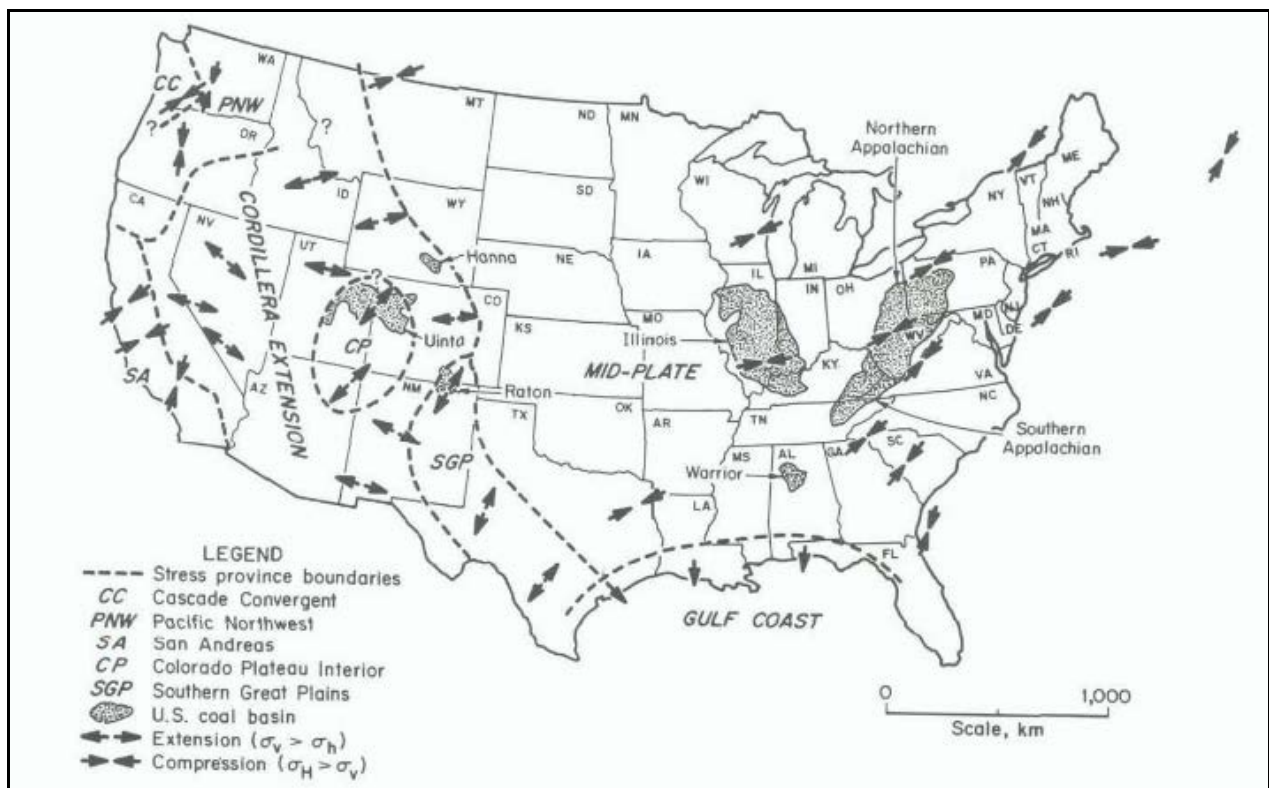 WA
CC
PNW
MT
ND
MN
Northern
Appalachian
?
OR
?
ME
WI
VT
NY
NH
ID
SD
MA
CT
RI
CA
WY
NV
UT
CORDILLERA EXTENSION
Hanna
NE
IA
MI
PA
?
IL
IN
OH
NJ
MD
DE
CO
KS
MO
Illinois
WV
Uinta
CP
MID-PLATE
KY
VA
SA
AZ
NM
Raton
OK
NC
TX
AR
TN
SGP
SC
Southern
Appalachian
MS
AL
GA
Warrior
LA
FL
GULF COAST
LEGEND
Stress province boundaries
CC Cascade Convergent
PNW Pacific Northwest
SA San Andreas
CP Colorado Plateau Interior
SGP Southern Great Plains
U.S. coal basin
Extension (σv > σh)
Compression (σH > σv)
0 1,000
Scale, km